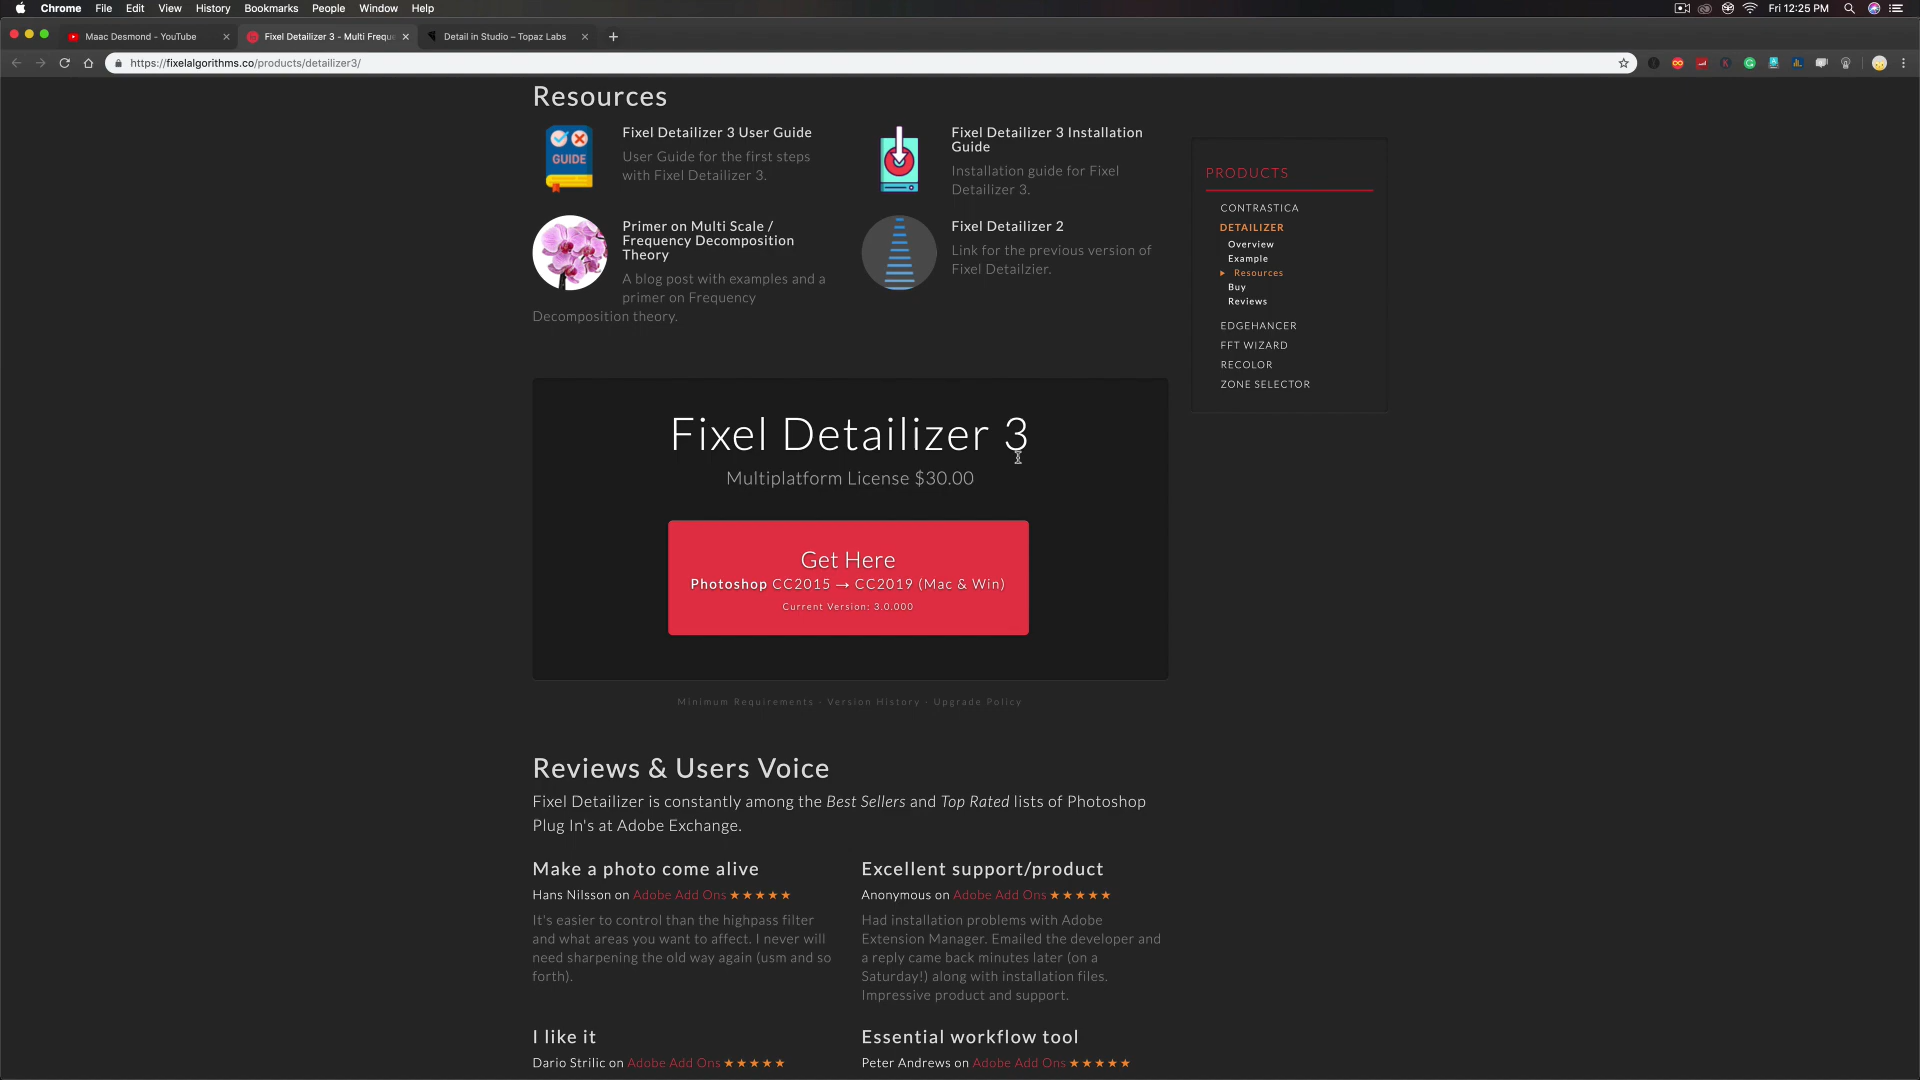 Chrome File Edit View History Bookmarks People Window Help
Fri 12:25 PM
Maac Desmond - YouTube
Fixel Detailizer 3 - Multi Frequ
Detail in Studio – Topaz Labs
https://fixelalgorithms.co/products/detailizer3/
Resources
GUIDE
Fixel Detailizer 3 User Guide
User Guide for the first steps
with Fixel Detailizer 3.
Fixel Detailizer 3 Installation
Guide
Installation guide for Fixel
Detailizer 3.
Primer on Multi Scale /
Frequency Decomposition
Theory
A blog post with examples and a
primer on Frequency
Decomposition theory.
Fixel Detailizer 2
Link for the previous version of
Fixel Detailzier.
PRODUCTS
CONTRASTICA
DETAILIZER
Overview
Example
Resources
Buy
Reviews
EDGEHANCER
FFT WIZARD
RECOLOR
ZONE SELECTOR
Fixel Detailizer 3
Multiplatform License $30.00
Get Here
Photoshop CC2015 → CC2019 (Mac & Win)
Current Version: 3.0.000
Minimum Requirements · Version History · Upgrade Policy
Reviews & Users Voice
Fixel Detailizer is constantly among the Best Sellers and Top Rated lists of Photoshop
Plug In's at Adobe Exchange.
Make a photo come alive
Hans Nilsson on Adobe Add Ons ★★★★★
It's easier to control than the highpass filter
and what areas you want to affect. I never will
need sharpening the old way again (usm and so
forth).
Excellent support/product
Anonymous on Adobe Add Ons ★★★★★
Had installation problems with Adobe
Extension Manager. Emailed the developer and
a reply came back minutes later (on a
Saturday!) along with installation files.
Impressive product and support.
I like it
Dario Strilic on Adobe Add Ons ★★★★★
Essential workflow tool
Peter Andrews on Adobe Add Ons ★★★★★